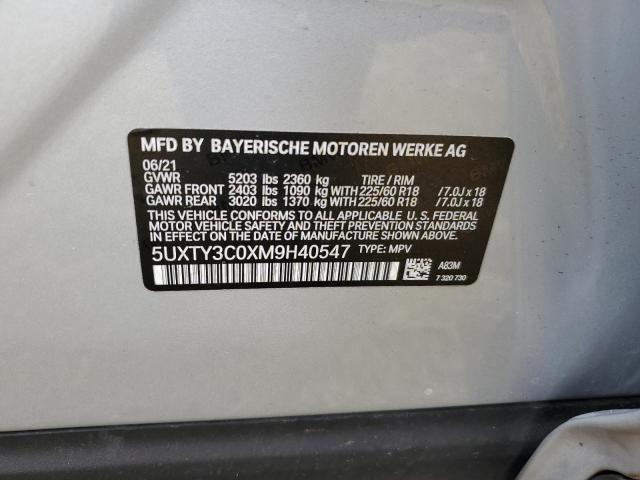 MFD BY BAYERISCHE MOTOREN WERKE AG
06/21
GVWR 5203 lbs 2360 kg TIRE / RIM
GAWR FRONT 2403 lbs 1090 kg WITH 225/60 R18 /7.0J x 18
GAWR REAR 3020 lbs 1370 kg WITH 225/60 R18 /7.0J x 18
THIS VEHICLE CONFORMS TO ALL APPLICABLE U. S. FEDERAL
MOTOR VEHICLE SAFETY, BUMPER, AND THEFT PREVENTION
STANDARDS IN EFFECT ON THE DATE OF MANUFACTURE SHOWN ABOVE.
5UXTY3C0XM9H40547 TYPE: MPV
A83M
7 320 730